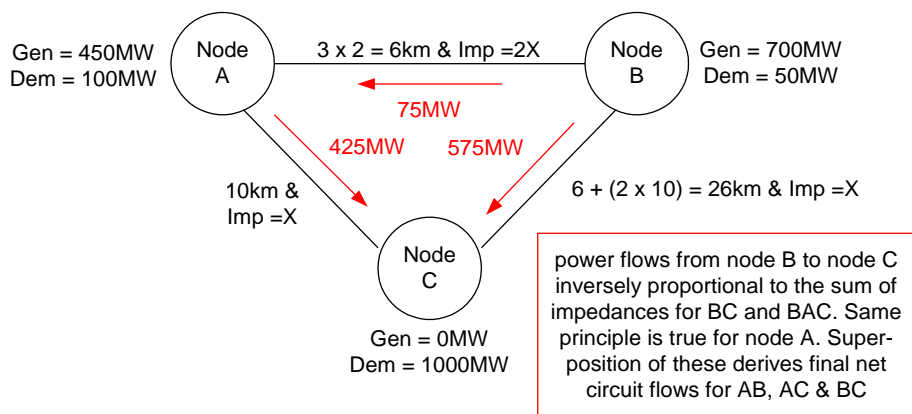 Node
A
Gen = 450MW
Dem = 100MW
3 x 2 = 6km & Imp =2X
Node
B
Gen = 700MW
Dem = 50MW
75MW
425MW
575MW
10km &
Imp =X
6 + (2 x 10) = 26km & Imp =X
Node
C
Gen = 0MW
Dem = 1000MW
power flows from node B to node C
inversely proportional to the sum of
impedances for BC and BAC. Same
principle is true for node A. Super-
position of these derives final net
circuit flows for AB, AC & BC